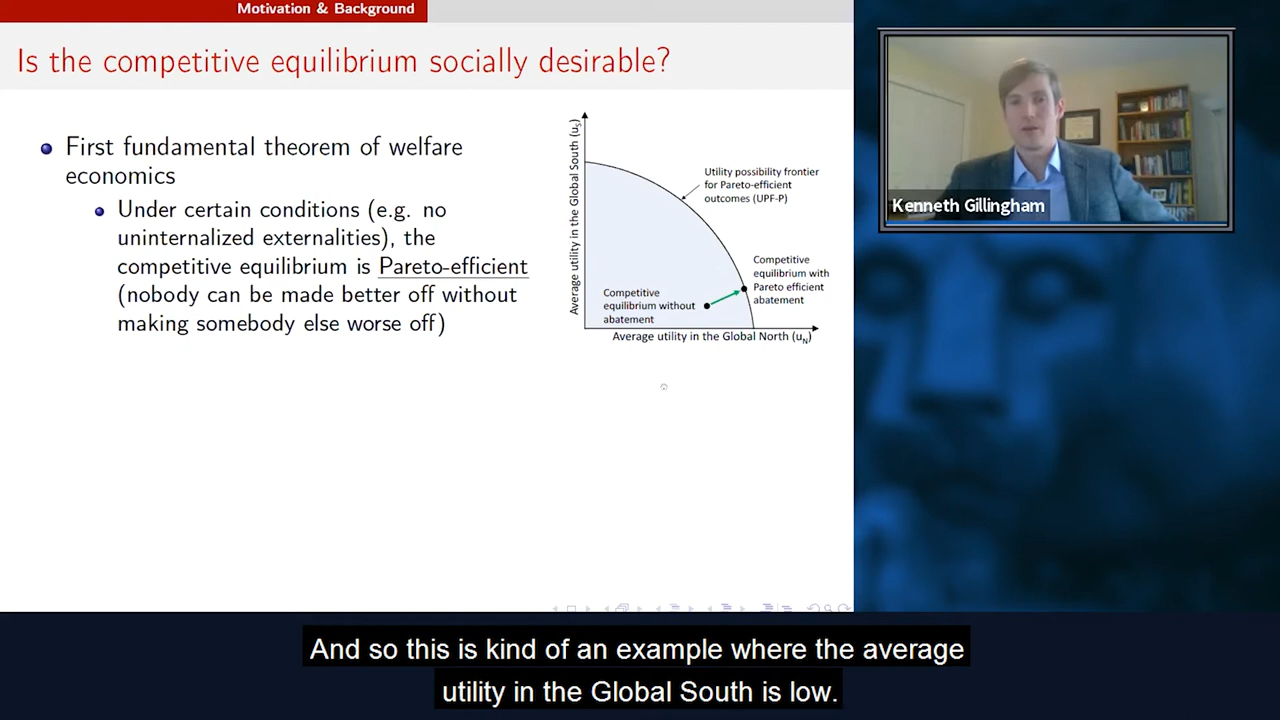 Motivation & Background
Is the competitive equilibrium socially desirable?
First fundamental theorem of welfare
economics
Under certain conditions (e.g. no
uninternalized externalities), the
competitive equilibrium is Pareto-efficient
(nobody can be made better off without
making somebody else worse off)
Average utility in the Global South (uS)
Utility possibility frontier
for Pareto-efficient
outcomes (UPF-P)
Competitive
equilibrium with
Pareto efficient
abatement
Competitive
equilibrium without
abatement
Average utility in the Global North (uN)
Kenneth Gillingham
And so this is kind of an example where the average
utility in the Global South is low.